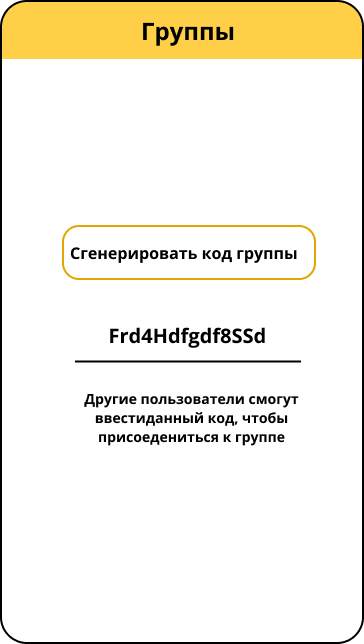 Группы
Сгенерировать код группы
Frd4Hdfgdf8SSd
Другие пользователи смогут
ввестиданный код, чтобы
присоедениться к группе